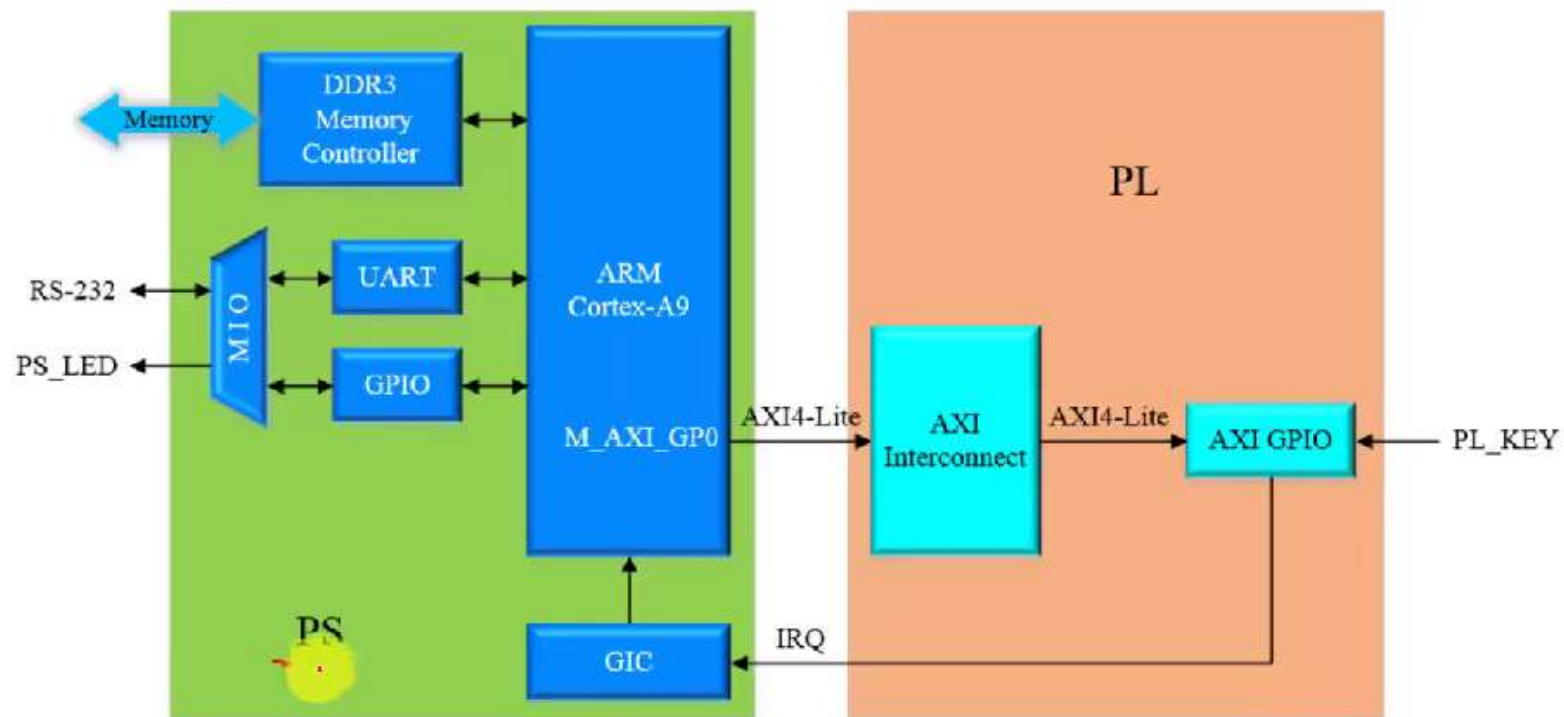 DDR3
Memory
Controller
Memory
PL
UART
ARM
Cortex-A9
RS-232
MIO
PS_LED
GPIO
M_AXI_GP0
AXI4-Lite
AXI
Interconnect
AXI4-Lite
AXI GPIO
PL_KEY
PS
GIC
IRQ